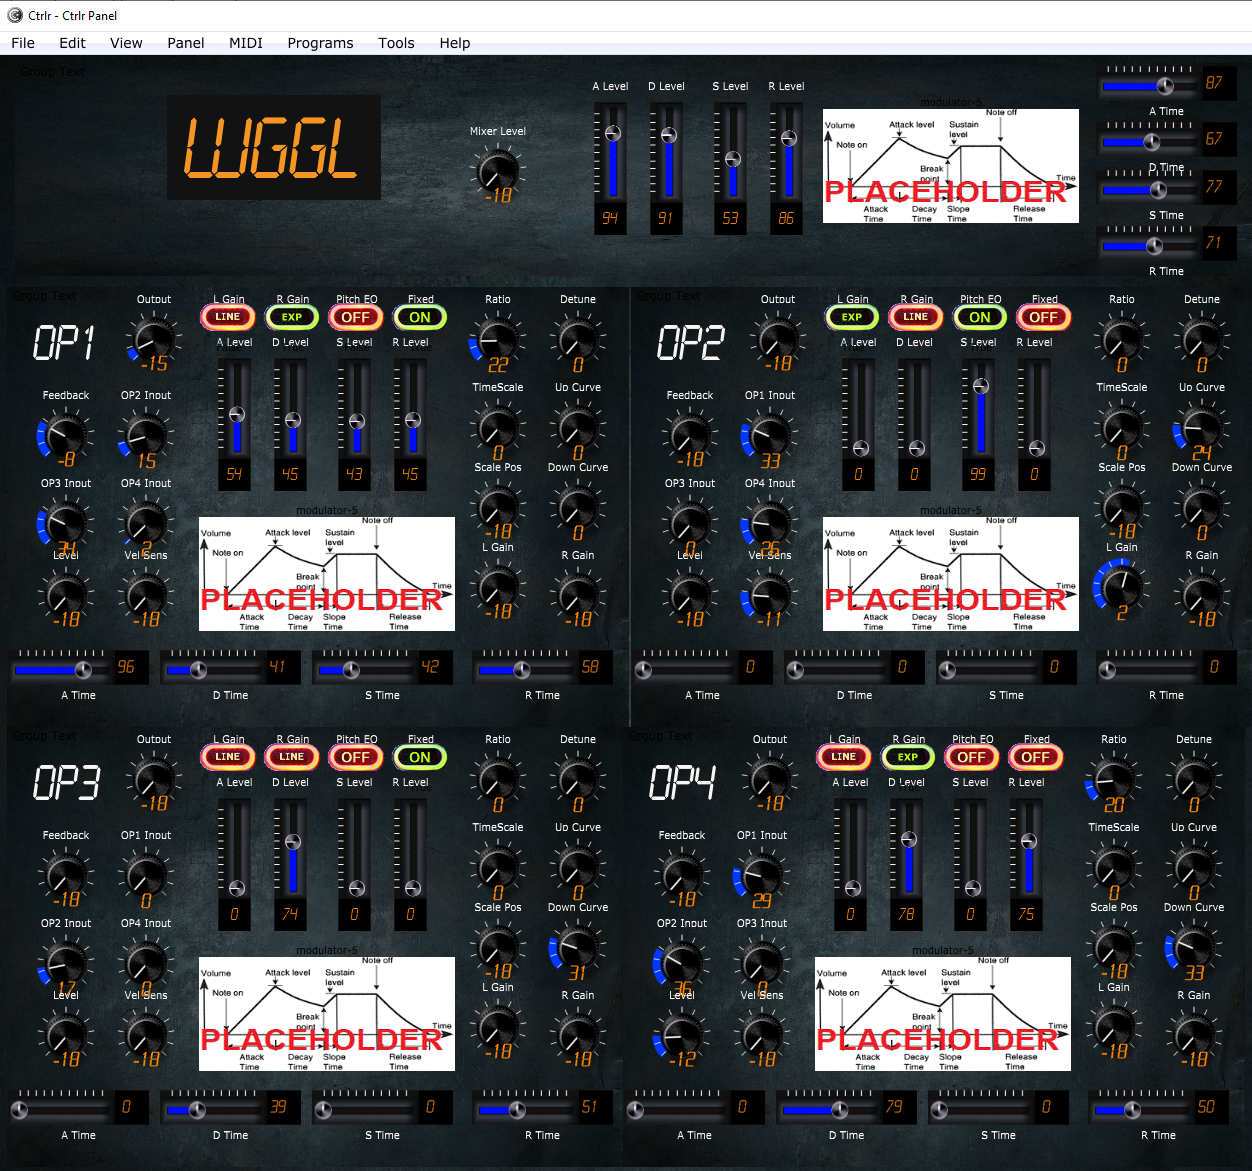 Ctrlr - Ctrlr Panel
File Edit View Panel MIDI Programs Tools Help
Group Text
WGGL
Mixer Level
-18
A Level D Level S Level R Level
94 91 53 86
modulator-5
Volume
Attack level
Sustain level
Note off
Note on
Break point
Time
PLACEHOLDER
Attack Time
Decay Time
Slope Time
Release Time
87
A Time
67
D Time
77
S Time
71
R Time
Group Text
OP1
Output
-15
L Gain R Gain Pitch EO Fixed
LINE EXP OFF ON
A Level D Level S Level R Level
54 45 43 45
Ratio Detune
22 0
Feedback OP2 Input
-8 15
TimeScale Up Curve
0 0
OP3 Input OP4 Input
34 2
Scale Pos Down Curve
-18 0
Level Vel Sens
-18 -18
L Gain R Gain
-18 -18
modulator-5
Volume
Attack level
Sustain level
Note off
Note on
Break point
Time
PLACEHOLDER
Attack Time
Decay Time
Slope Time
Release Time
96 41 42 58
A Time D Time S Time R Time
Group Text
OP2
Output
-18
L Gain R Gain Pitch EO Fixed
EXP LINE ON OFF
A Level D Level S Level R Level
0 0 99 0
Ratio Detune
0 0
Feedback OP1 Input
-18 33
TimeScale Up Curve
0 24
OP3 Input OP4 Input
0 26
Scale Pos Down Curve
-18 0
Level Vel Sens
-18 -11
L Gain R Gain
2 -18
modulator-5
Volume
Attack level
Sustain level
Note off
Note on
Break point
Time
PLACEHOLDER
Attack Time
Decay Time
Slope Time
Release Time
0 0 0 0
A Time D Time S Time R Time
Group Text
OP3
Output
-18
L Gain R Gain Pitch EO Fixed
LINE LINE OFF ON
A Level D Level S Level R Level
0 74 0 0
Ratio Detune
0 0
Feedback OP1 Input
-18 0
TimeScale Up Curve
0 0
OP2 Input OP4 Input
17 0
Scale Pos Down Curve
-18 31
Level Vel Sens
-18 -18
L Gain R Gain
-18 -18
modulator-5
Volume
Attack level
Sustain level
Note off
Note on
Break point
Time
PLACEHOLDER
Attack Time
Decay Time
Slope Time
Release Time
0 39 0 51
A Time D Time S Time R Time
Group Text
OP4
Output
-18
L Gain R Gain Pitch EO Fixed
LINE EXP OFF OFF
A Level D Level S Level R Level
0 78 0 75
Ratio Detune
20 0
Feedback OP1 Input
-18 29
TimeScale Up Curve
0 0
OP2 Input OP3 Input
36 0
Scale Pos Down Curve
-18 33
Level Vel Sens
-12 -18
L Gain R Gain
-18 -18
modulator-5
Volume
Attack level
Sustain level
Note off
Note on
Break point
Time
PLACEHOLDER
Attack Time
Decay Time
Slope Time
Release Time
0 79 0 50
A Time D Time S Time R Time